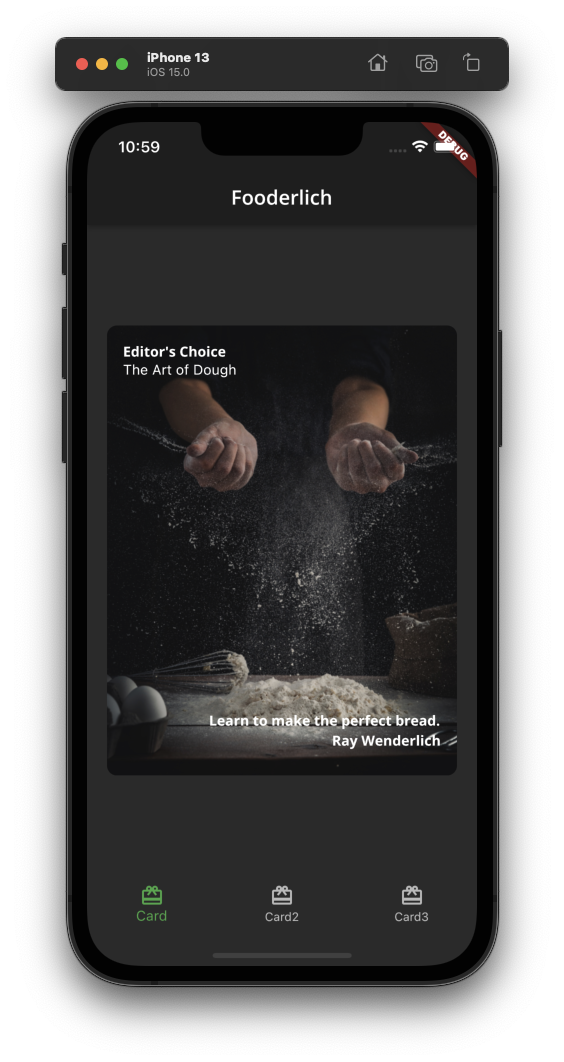 iPhone 13
iOS 15.0
10:59
DEBUG
Fooderlich
Editor's Choice
The Art of Dough
Learn to make the perfect bread.
Ray Wenderlich
Card
Card2
Card3